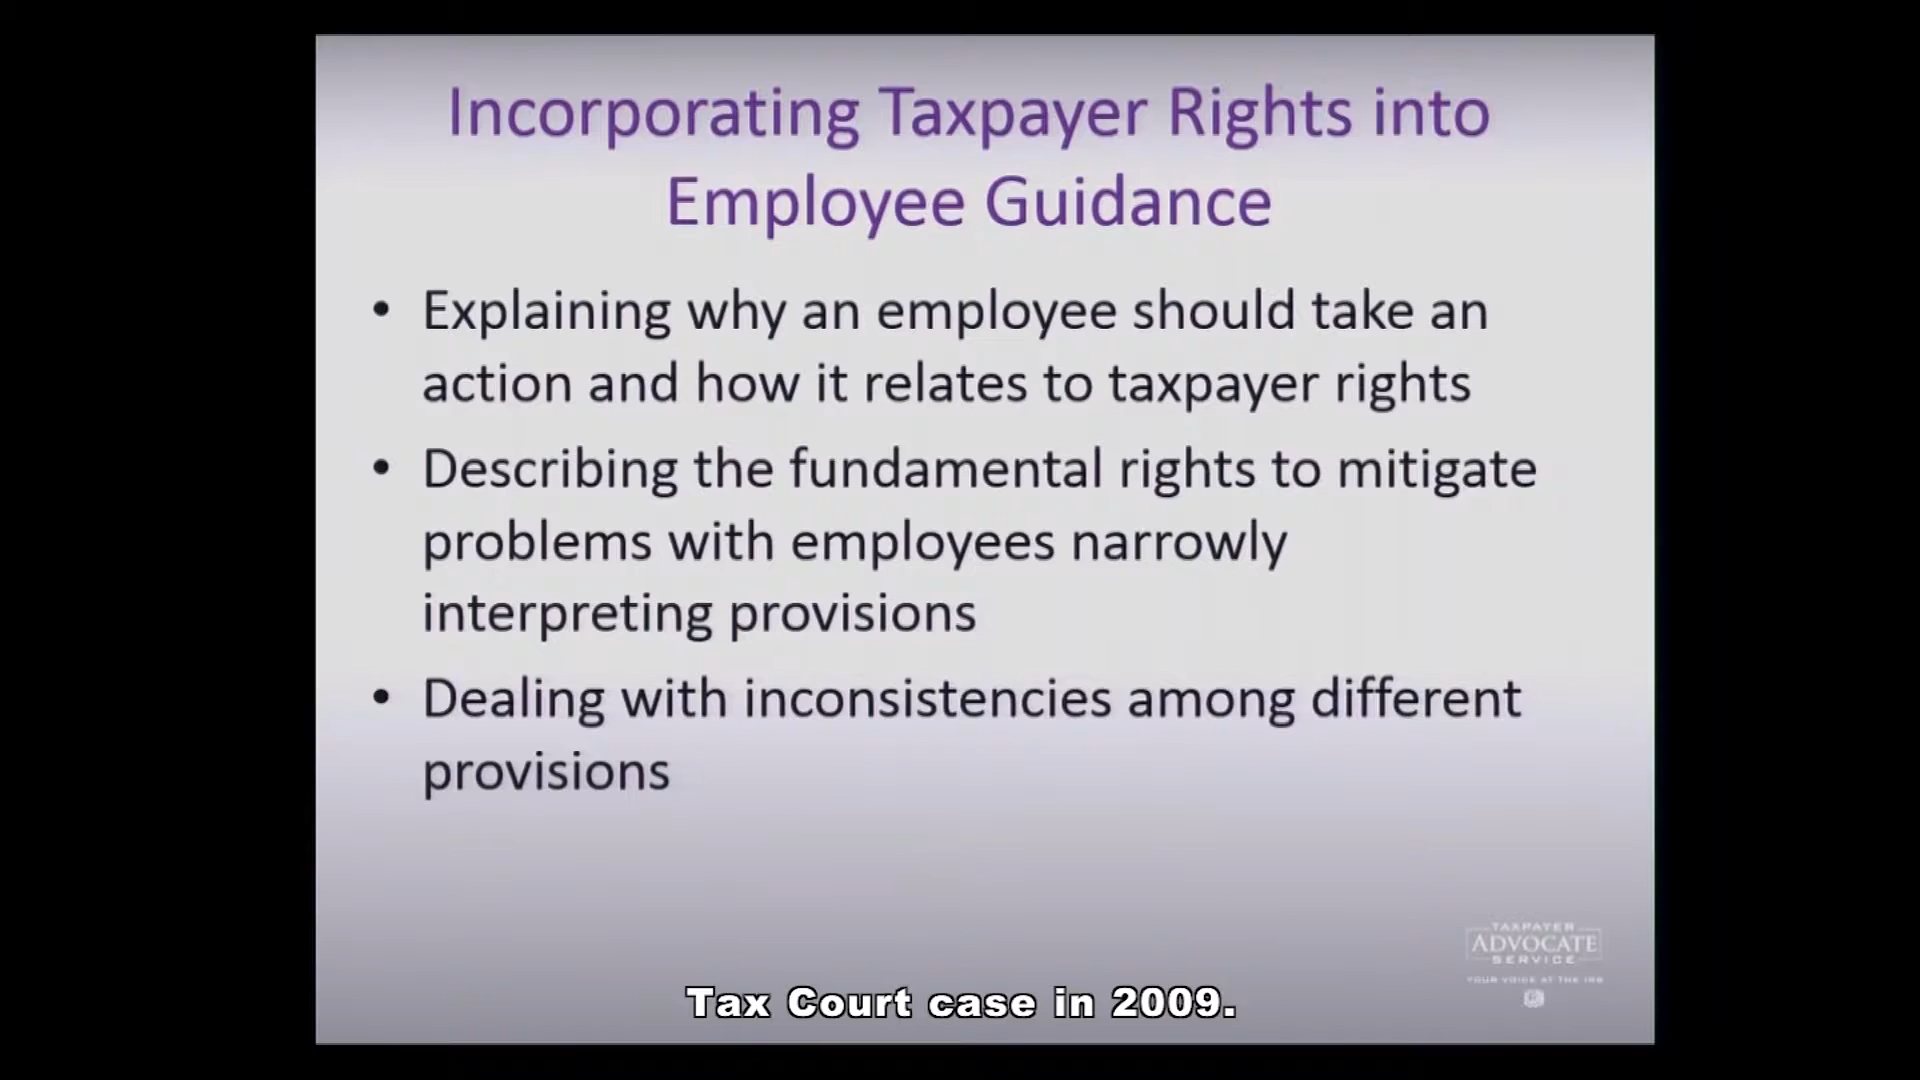 Incorporating Taxpayer Rights into
Employee Guidance
• Explaining why an employee should take an
action and how it relates to taxpayer rights
• Describing the fundamental rights to mitigate
problems with employees narrowly
interpreting provisions
• Dealing with inconsistencies among different
provisions
TAXPAYER
ADVOCATE
SERVICE
YOUR VOICE AT THE IRS
Tax Court case in 2009.